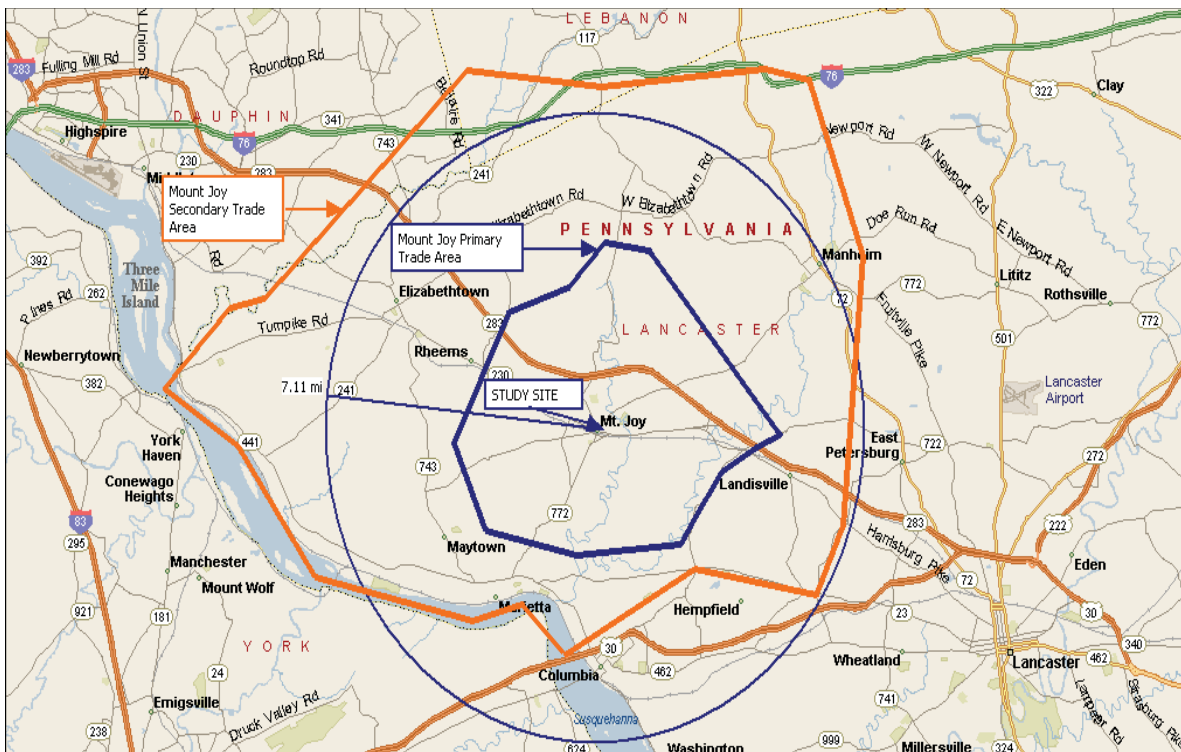 LEBANON
117
283
Fulling Mill Rd
N Union St
Roundtop Rd
76
322
Clay
DAUPHIN
341
Highspire
743
76
230
283
241
Newport Rd
W Newport Rd
Mount Joy
Secondary Trade
Area
Elizabethtown Rd
W Elizabethtown Rd
PENNSYLVANIA
Doe Run Rd
E Newport Rd
Mount Joy Primary
Trade Area
Manheim
392
Three
Mile
Island
Rd
262
Elizabethtown
72
772
Lititz
Rothsville
Turnpike Rd
283
LANCASTER
Fruitville Pike
772
501
Newberrytown
Rheems
382
230
7.11 mi
241
STUDY SITE
Lancaster
Airport
Mt. Joy
York
Haven
441
East
Petersburg
722
272
Conewago
Heights
743
Landisville
83
295
772
283
222
Maytown
Harrisburg Pike
Manchester
Mount Wolf
72
Eden
921
181
Marietta
Hempfield
23
30
YORK
30
340
462
Wheatland
Lancaster
462
24
Columbia
741
Emigsville
Druck Valley Rd
Susquehanna
238
624
Washington
999
Millersville
324